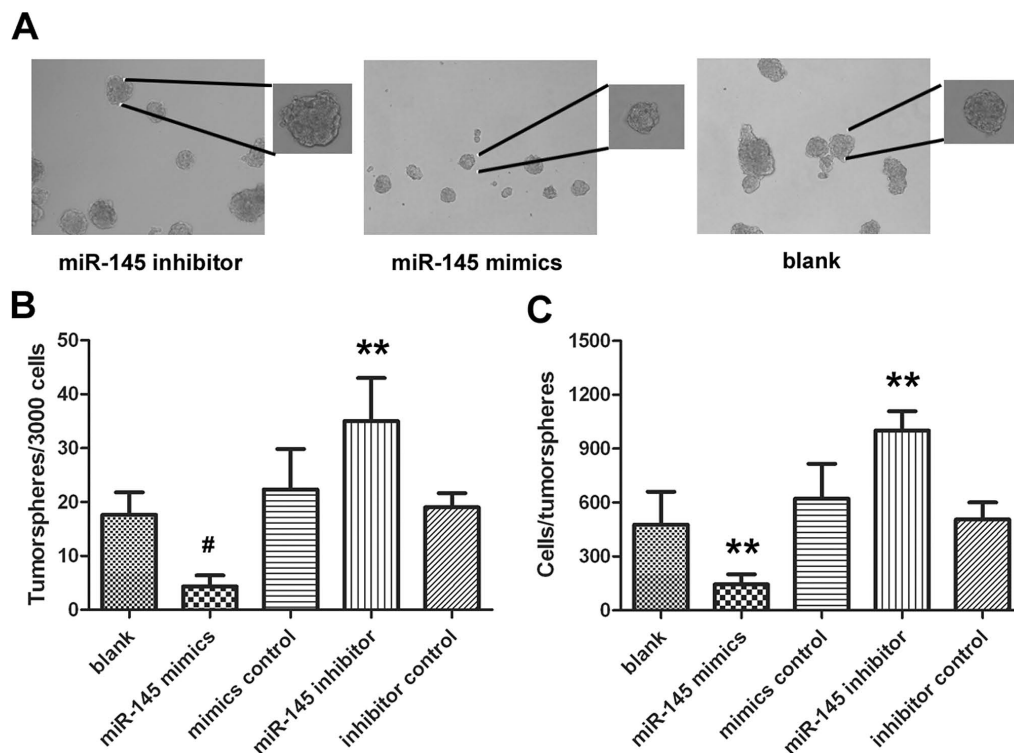 A
miR-145 inhibitor
miR-145 mimics
blank
B
Tumorspheres/3000 cells
50
40
30
20
10
0
**
#
blank
miR-145 mimics
mimics control
miR-145 inhibitor
inhibitor control
C
Cells/tumorspheres
1500
1200
900
600
300
0
**
**
blank
miR-145 mimics
mimics control
miR-145 inhibitor
inhibitor control